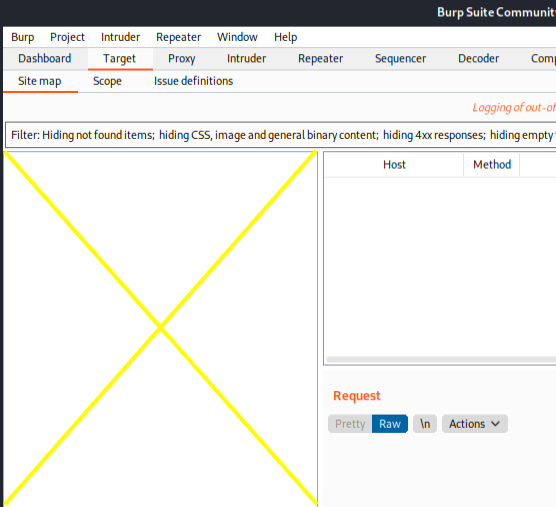 Burp Suite Communit
Burp Project Intruder Repeater Window Help
Dashboard Target Proxy Intruder Repeater Sequencer Decoder Comp
Site map Scope Issue definitions
Logging of out-of
Filter: Hiding not found items; hiding CSS, image and general binary content; hiding 4xx responses; hiding empty
Host Method
Request
Pretty Raw \n Actions